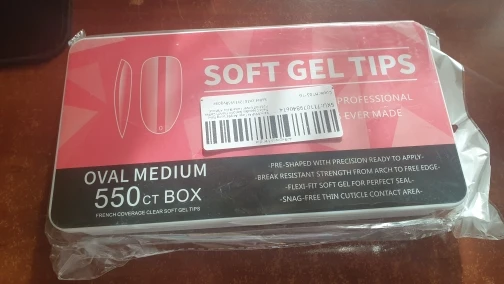 SOFT GEL TIPS
PROFESSIONAL
EVER MADE
OVAL MEDIUM
550 CT BOX
FRENCH COVERAGE CLEAR SOFT GEL TIPS
-PRE-SHAPED WITH PRECISION READY TO APPLY-
-BREAK RESISTANT STRENGTH FROM ARCH TO FREE EDGE-
-FLEXI-FIT SOFT GEL FOR PERFECT SEAL-
-SNAG-FREE THIN CUTICLE CONTACT AREA-